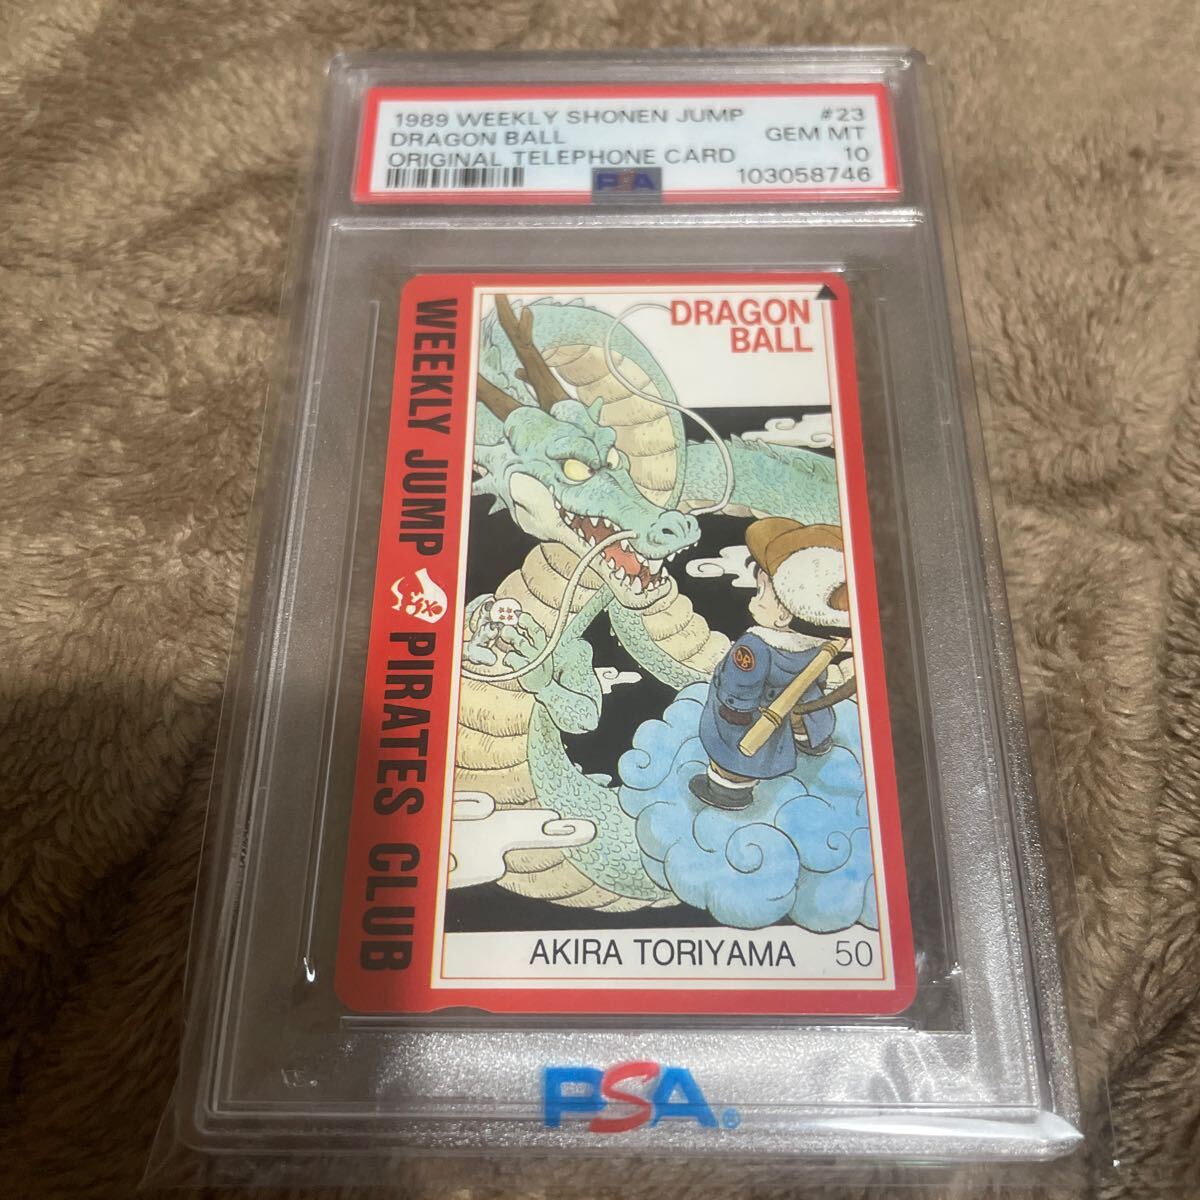 1989 WEEKLY SHONEN JUMP #23
DRAGON BALL GEM MT
ORIGINAL TELEPHONE CARD 10
PSA 103058746
WEEKLY JUMP PIRATES CLUB
DRAGON
BALL
AKIRA TORIYAMA 50
PSA®